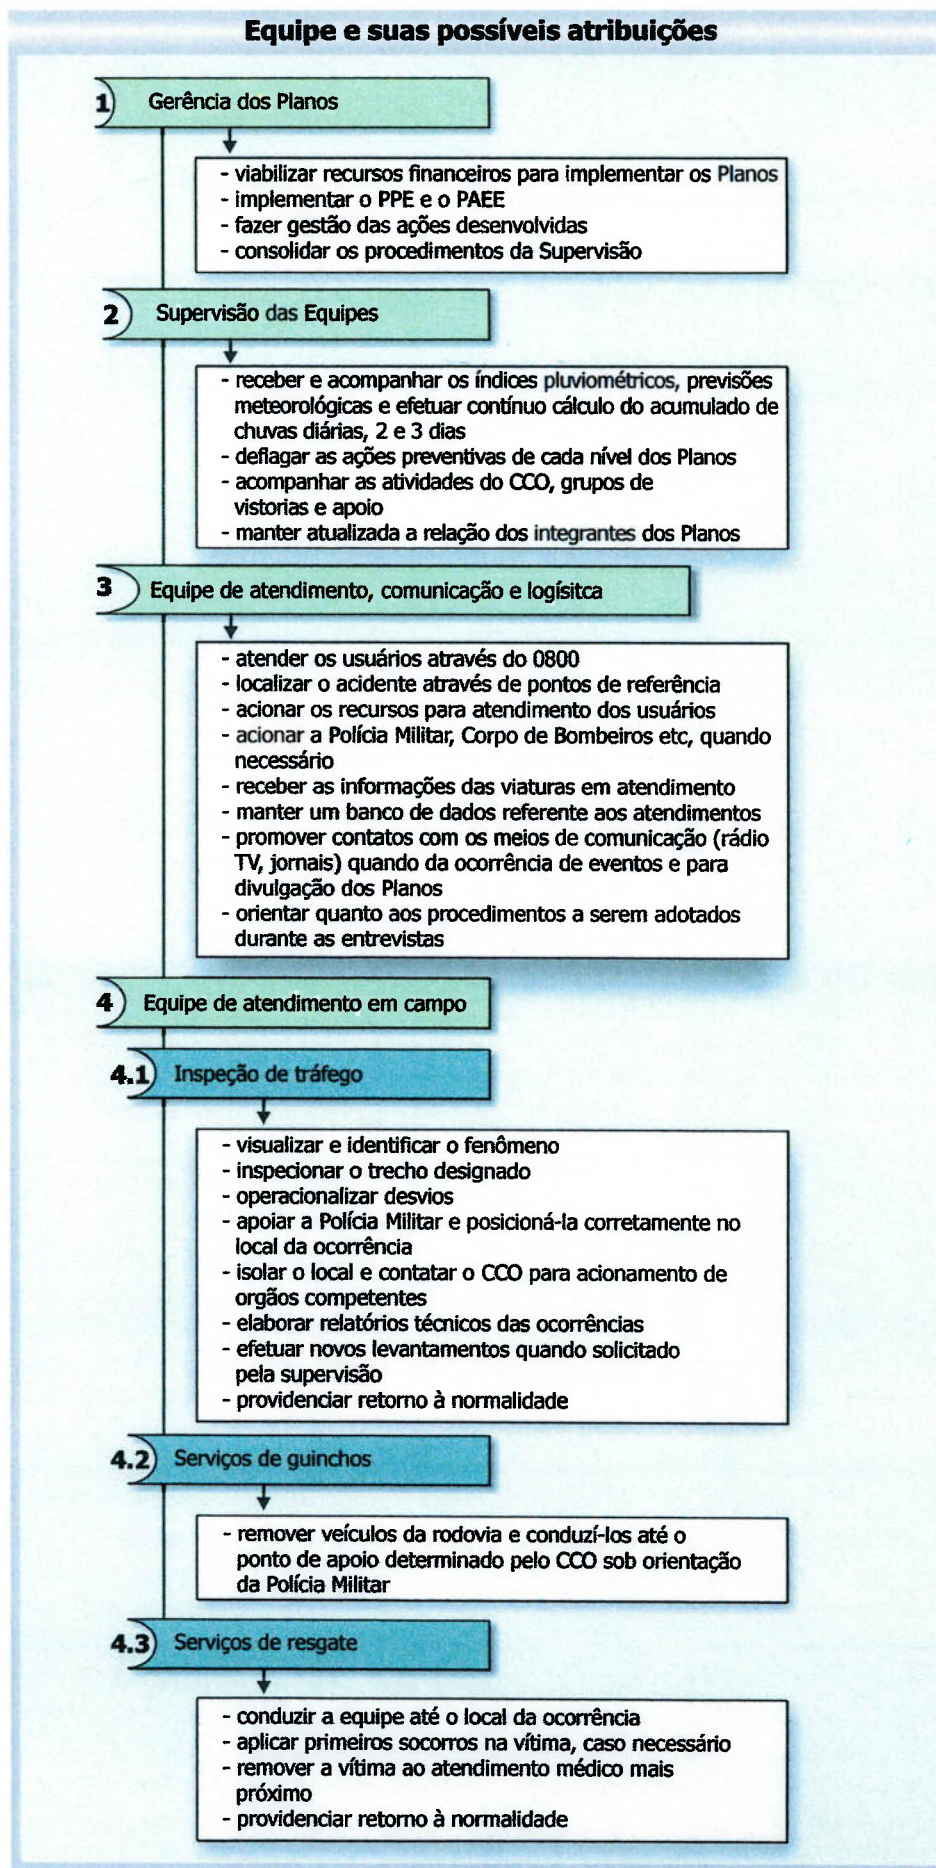 Equipe e suas possíveis atribuições
1 Gerência dos Planos
- viabilizar recursos financeiros para implementar os Planos
- implementar o PPE e o PAEE
- fazer gestão das ações desenvolvidas
- consolidar os procedimentos da Supervisão
2 Supervisão das Equipes
- receber e acompanhar os índices pluviométricos, previsões
meteorológicas e efetuar contínuo cálculo do acumulado de
chuvas diárias, 2 e 3 dias
- deflagar as ações preventivas de cada nível dos Planos
- acompanhar as atividades do CCO, grupos de
vistorias e apoio
- manter atualizada a relação dos integrantes dos Planos
3 Equipe de atendimento, comunicação e logísitca
- atender os usuários através do 0800
- localizar o acidente através de pontos de referência
- acionar os recursos para atendimento dos usuários
- acionar a Polícia Militar, Corpo de Bombeiros etc, quando
necessário
- receber as informações das viaturas em atendimento
- manter um banco de dados referente aos atendimentos
- promover contatos com os meios de comunicação (rádio
TV, jornais) quando da ocorrência de eventos e para
divulgação dos Planos
- orientar quanto aos procedimentos a serem adotados
durante as entrevistas
4 Equipe de atendimento em campo
4.1 Inspeção de tráfego
- visualizar e identificar o fenômeno
- inspecionar o trecho designado
- operacionalizar desvios
- apoiar a Polícia Militar e posicioná-la corretamente no
local da ocorrência
- isolar o local e contatar o CCO para acionamento de
orgãos competentes
- elaborar relatórios técnicos das ocorrências
- efetuar novos levantamentos quando solicitado
pela supervisão
- providenciar retorno à normalidade
4.2 Serviços de guinchos
- remover veículos da rodovia e conduzí-los até o
ponto de apoio determinado pelo CCO sob orientação
da Polícia Militar
4.3 Serviços de resgate
- conduzir a equipe até o local da ocorrência
- aplicar primeiros socorros na vítima, caso necessário
- remover a vítima ao atendimento médico mais
próximo
- providenciar retorno à normalidade